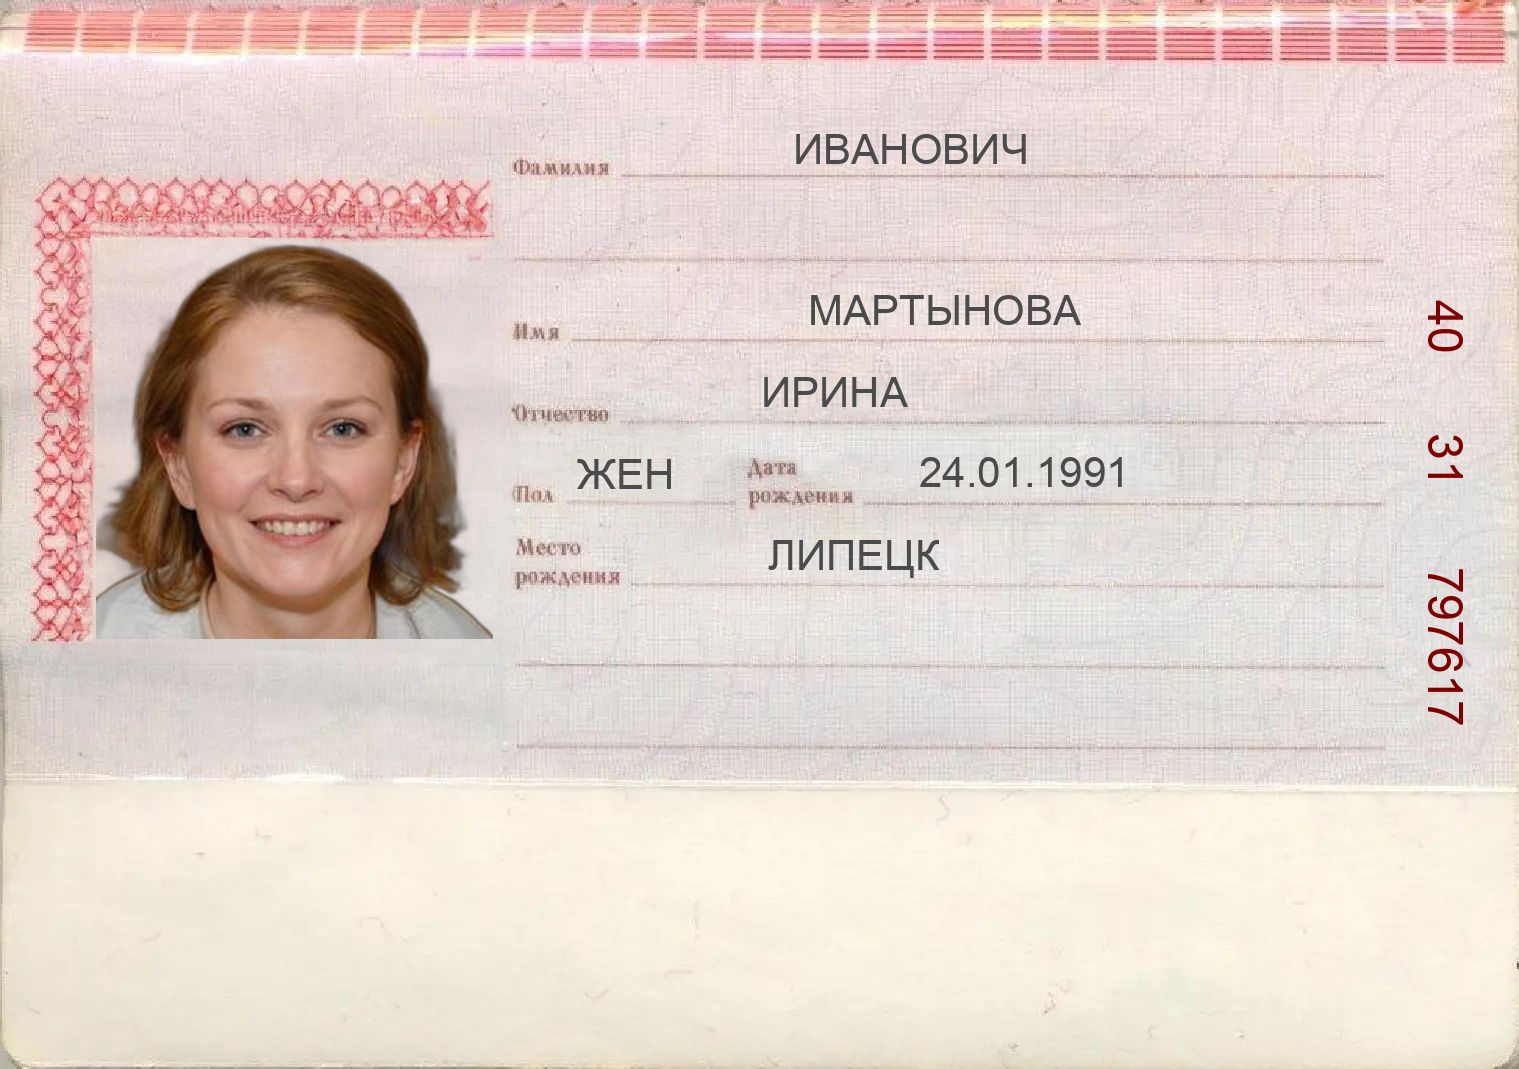 Фамилия ИВАНОВИЧ
Имя МАРТЫНОВА
Отчество ИРИНА
Пол ЖЕН Дата рождения 24.01.1991
Место рождения ЛИПЕЦК
40 31 797617